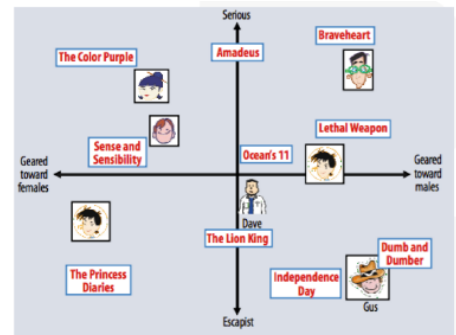 Serious
Braveheart
Amadeus
The Color Purple
Lethal Weapon
Sense and
Sensibility
Ocean's 11
Geared
toward
females
Geared
toward
males
Dave
The Lion King
Dumb and
Dumber
The Princess
Diaries
Independence
Day
Gus
Escapist